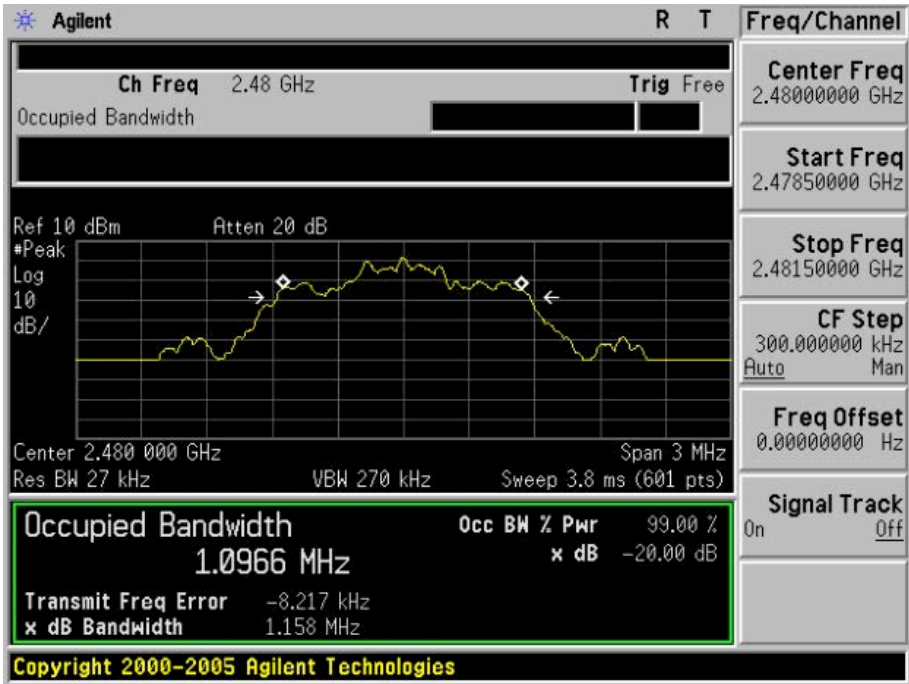 Agilent R T Freq/Channel
Ch Freq 2.48 GHz Trig Free
Occupied Bandwidth
Center Freq
2.48000000 GHz
Start Freq
2.47850000 GHz
Stop Freq
2.48150000 GHz
CF Step
300.000000 kHz
Auto Man
Freq Offset
0.00000000 Hz
Signal Track
On Off
Ref 10 dBm Atten 20 dB
#Peak
Log
10
dB/
Center 2.480 000 GHz Span 3 MHz
Res BW 27 kHz VBW 270 kHz Sweep 3.8 ms (601 pts)
Occupied Bandwidth Occ BW % Pwr 99.00 %
1.0966 MHz x dB -20.00 dB
Transmit Freq Error -8.217 kHz
x dB Bandwidth 1.158 MHz
Copyright 2000-2005 Agilent Technologies